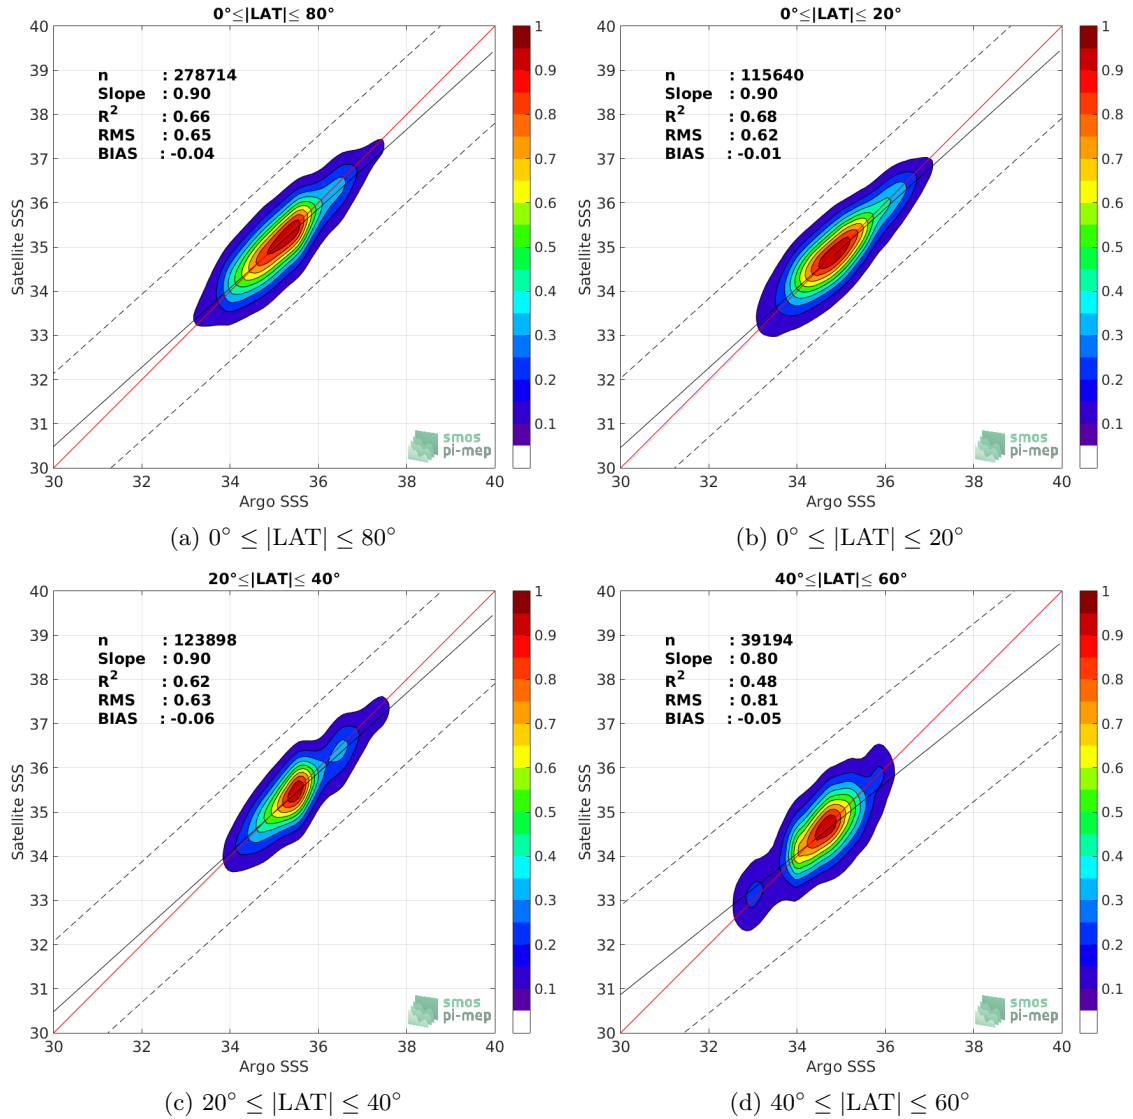 0°≤|LAT|≤ 80°
n : 278714
Slope : 0.90
R² : 0.66
RMS : 0.65
BIAS : -0.04
40
39
38
37
36
35
34
33
32
31
30
Satellite SSS
30 32 34 36 38 40
Argo SSS
smos
pi-mep
1
0.9
0.8
0.7
0.6
0.5
0.4
0.3
0.2
0.1
(a) 0° ≤ |LAT| ≤ 80°
0°≤|LAT|≤ 20°
n : 115640
Slope : 0.90
R² : 0.68
RMS : 0.62
BIAS : -0.01
40
39
38
37
36
35
34
33
32
31
30
Satellite SSS
30 32 34 36 38 40
Argo SSS
smos
pi-mep
1
0.9
0.8
0.7
0.6
0.5
0.4
0.3
0.2
0.1
(b) 0° ≤ |LAT| ≤ 20°
20°≤|LAT|≤ 40°
n : 123898
Slope : 0.90
R² : 0.62
RMS : 0.63
BIAS : -0.06
40
39
38
37
36
35
34
33
32
31
30
Satellite SSS
30 32 34 36 38 40
Argo SSS
smos
pi-mep
1
0.9
0.8
0.7
0.6
0.5
0.4
0.3
0.2
0.1
(c) 20° ≤ |LAT| ≤ 40°
40°≤|LAT|≤ 60°
n : 39194
Slope : 0.80
R² : 0.48
RMS : 0.81
BIAS : -0.05
40
39
38
37
36
35
34
33
32
31
30
Satellite SSS
30 32 34 36 38 40
Argo SSS
smos
pi-mep
1
0.9
0.8
0.7
0.6
0.5
0.4
0.3
0.2
0.1
(d) 40° ≤ |LAT| ≤ 60°